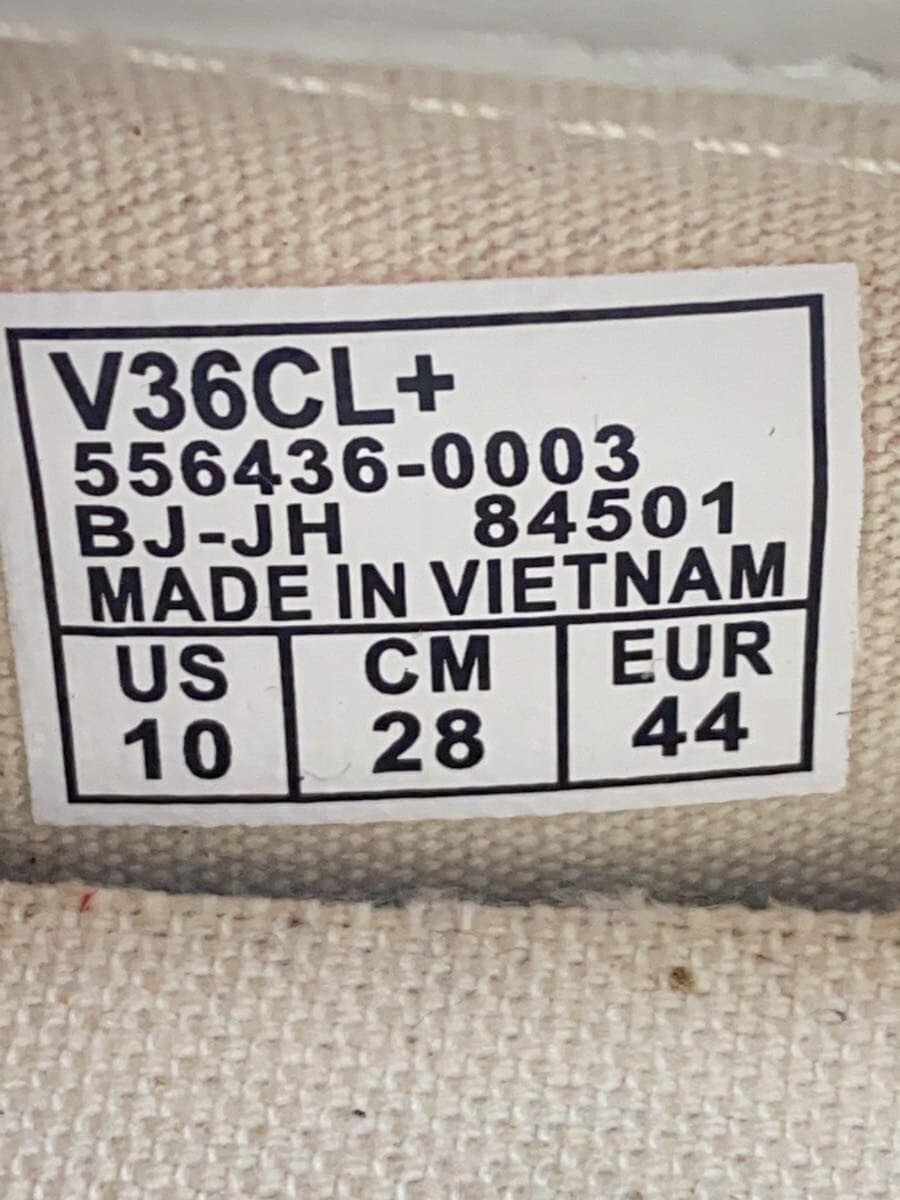 V36CL+
556436-0003
BJ-JH 84501
MADE IN VIETNAM
US CM EUR
10 28 44